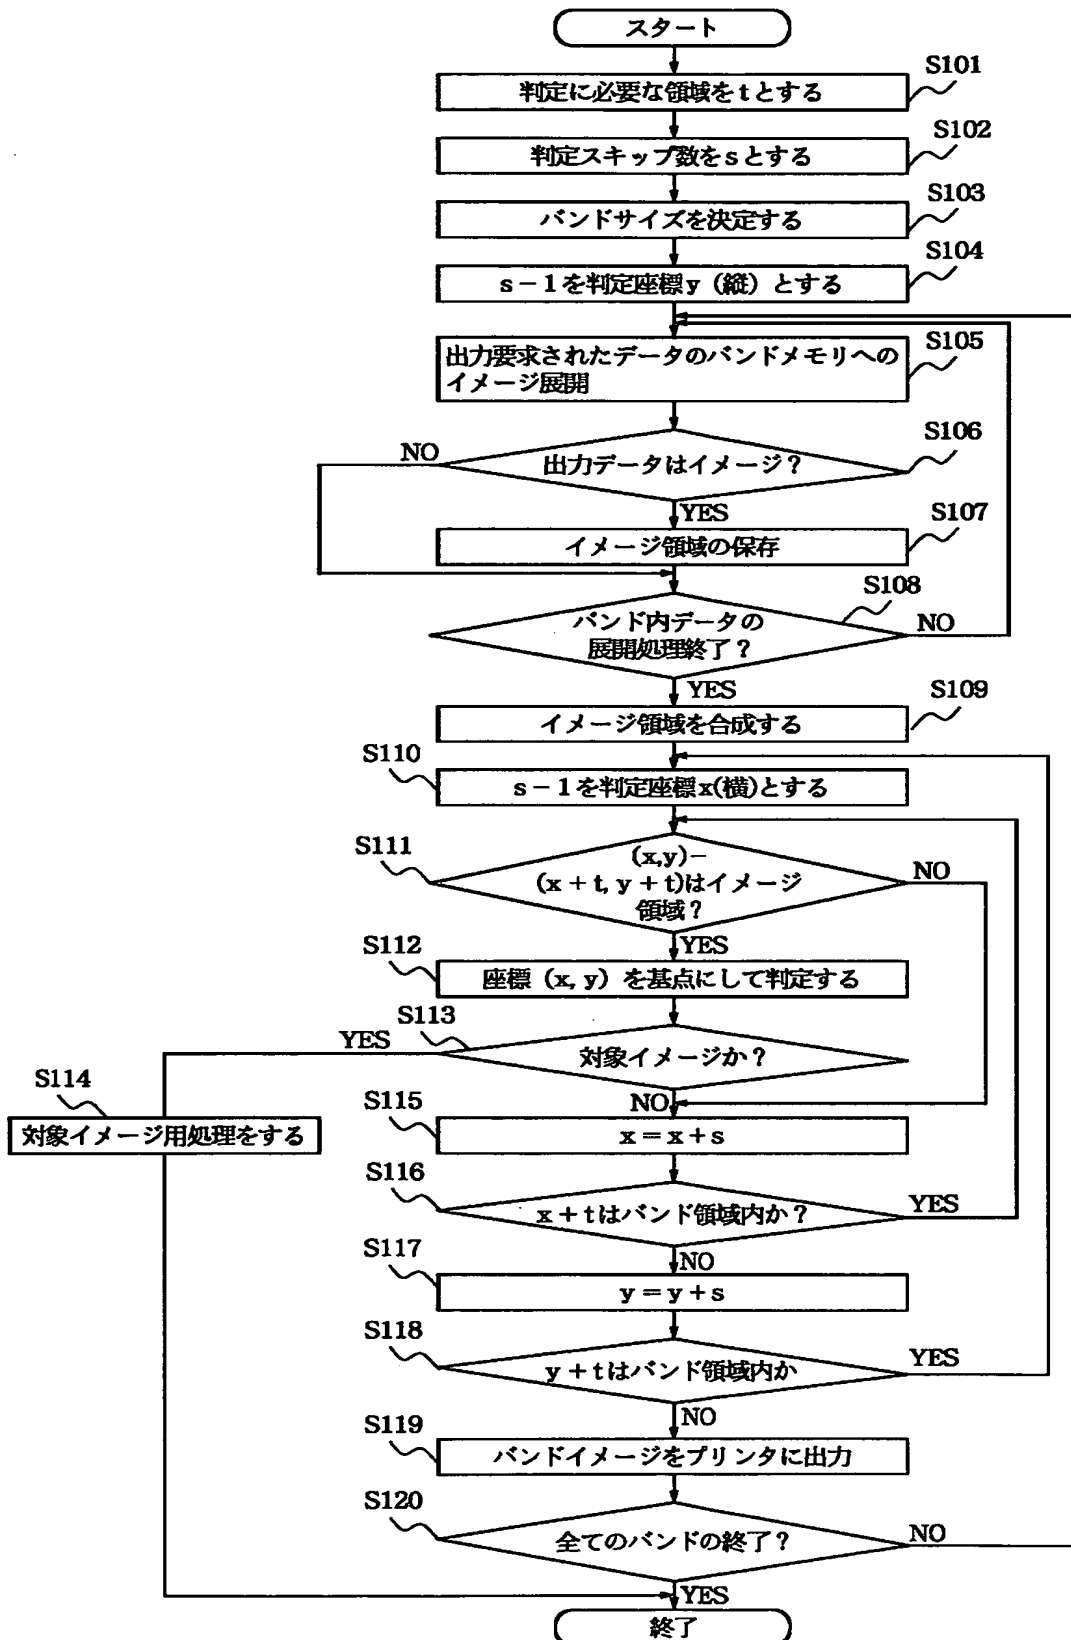 スタート
S101
判定に必要な領域をtとする
S102
判定スキップ数をsとする
S103
バンドサイズを決定する
S104
s-1を判定座標y(縦)とする
S105
出力要求されたデータのバンドメモリへの
イメージ展開
S106
NO
出力データはイメージ?
YES
S107
イメージ領域の保存
S108
バンド内データの
展開処理終了?
NO
YES
S109
イメージ領域を合成する
S110
s-1を判定座標x(横)とする
S111
(x,y)-
(x+t, y+t)はイメージ
領域?
NO
YES
S112
座標(x, y)を基点にして判定する
S113
YES
対象イメージか?
NO
S114
対象イメージ用処理をする
S115
x=x+s
S116
x+tはバンド領域内か?
YES
NO
S117
y=y+s
S118
y+tはバンド領域内か
YES
NO
S119
バンドイメージをプリンタに出力
S120
全てのバンドの終了?
NO
YES
終了